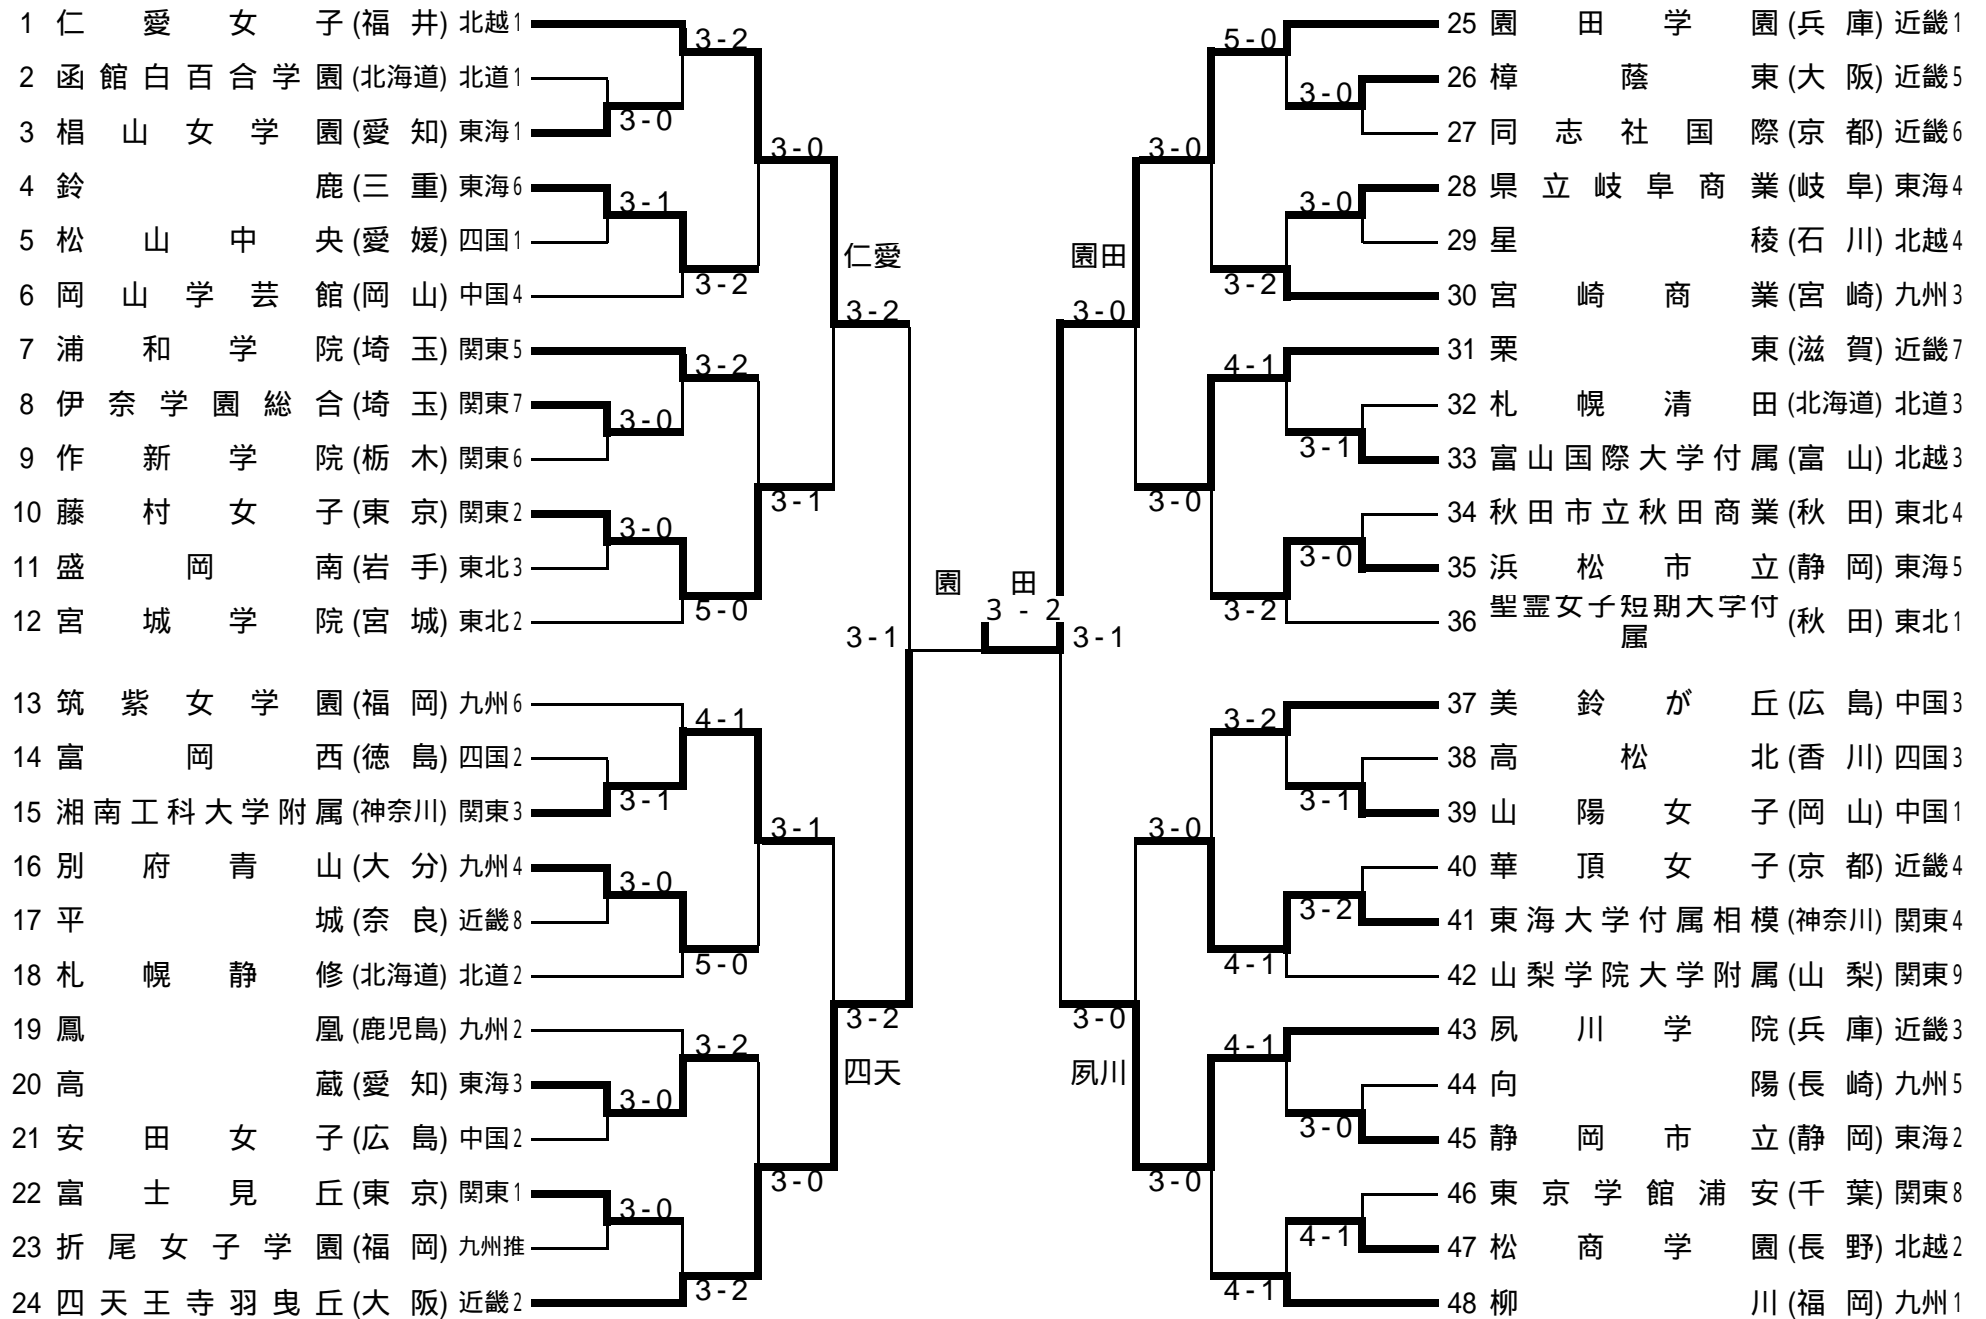 1 仁愛女子 (福井) 北越1
2 函館白百合学園 (北海道) 北道1
3 椙山女学園 (愛知) 東海1
4 鈴鹿 (三重) 東海6
5 松山中央 (愛媛) 四国1
6 岡山学芸館 (岡山) 中国4
7 浦和学院 (埼玉) 関東5
8 伊奈学園総合 (埼玉) 関東7
9 作新学院 (栃木) 関東6
10 藤村女子 (東京) 関東2
11 盛岡南 (岩手) 東北3
12 宮城学院 (宮城) 東北2
13 筑紫女学園 (福岡) 九州6
14 富岡西 (徳島) 四国2
15 湘南工科大学附属 (神奈川) 関東3
16 別府青山 (大分) 九州4
17 平城 (奈良) 近畿8
18 札幌静修 (北海道) 北道2
19 鳳凰 (鹿児島) 九州2
20 高蔵 (愛知) 東海3
21 安田女子 (広島) 中国2
22 富士見丘 (東京) 関東1
23 折尾女子学園 (福岡) 九州推
24 四天王寺羽曳丘 (大阪) 近畿2
3-2
3-0
3-0
3-1
3-2
3-2
3-0
3-1
3-0
5-0
4-1
3-1
3-1
3-0
5-0
3-2
3-0
3-0
3-0
3-2
仁愛
3-2
3-1
3-2
四天
園田
3-2
園田
3-0
3-1
3-0
夙川
5-0
3-0
3-0
3-0
3-2
4-1
3-1
3-0
3-0
3-2
3-2
3-1
3-0
3-2
4-1
4-1
3-0
3-0
4-1
4-1
25 園田学園 (兵庫) 近畿1
26 樟蔭東 (大阪) 近畿5
27 同志社国際 (京都) 近畿6
28 県立岐阜商業 (岐阜) 東海4
29 星稜 (石川) 北越4
30 宮崎商業 (宮崎) 九州3
31 栗東 (滋賀) 近畿7
32 札幌清田 (北海道) 北道3
33 富山国際大学付属 (富山) 北越3
34 秋田市立秋田商業 (秋田) 東北4
35 浜松市立 (静岡) 東海5
36 聖霊女子短期大学付
属 (秋田) 東北1
37 美鈴が丘 (広島) 中国3
38 高松北 (香川) 四国3
39 山陽女子 (岡山) 中国1
40 華頂女子 (京都) 近畿4
41 東海大学付属相模 (神奈川) 関東4
42 山梨学院大学附属 (山梨) 関東9
43 夙川学院 (兵庫) 近畿3
44 向陽 (長崎) 九州5
45 静岡市立 (静岡) 東海2
46 東京学館浦安 (千葉) 関東8
47 松商学園 (長野) 北越2
48 柳川 (福岡) 九州1